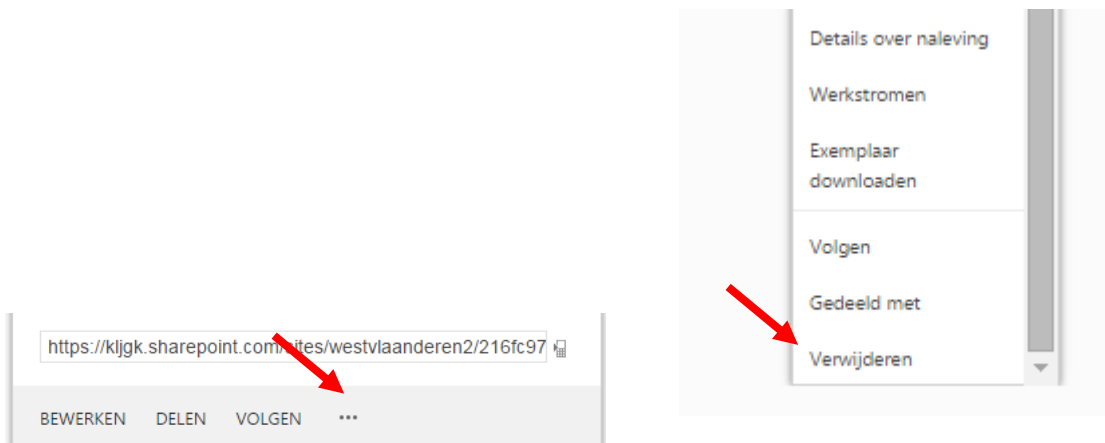 Details over naleving
Werkstromen
Exemplaar
downloaden
Volgen
Gedeeld met
Verwijderen
https://kljgk.sharepoint.com/sites/westvlaanderen2/216fc97
BEWERKEN DELEN VOLGEN ···